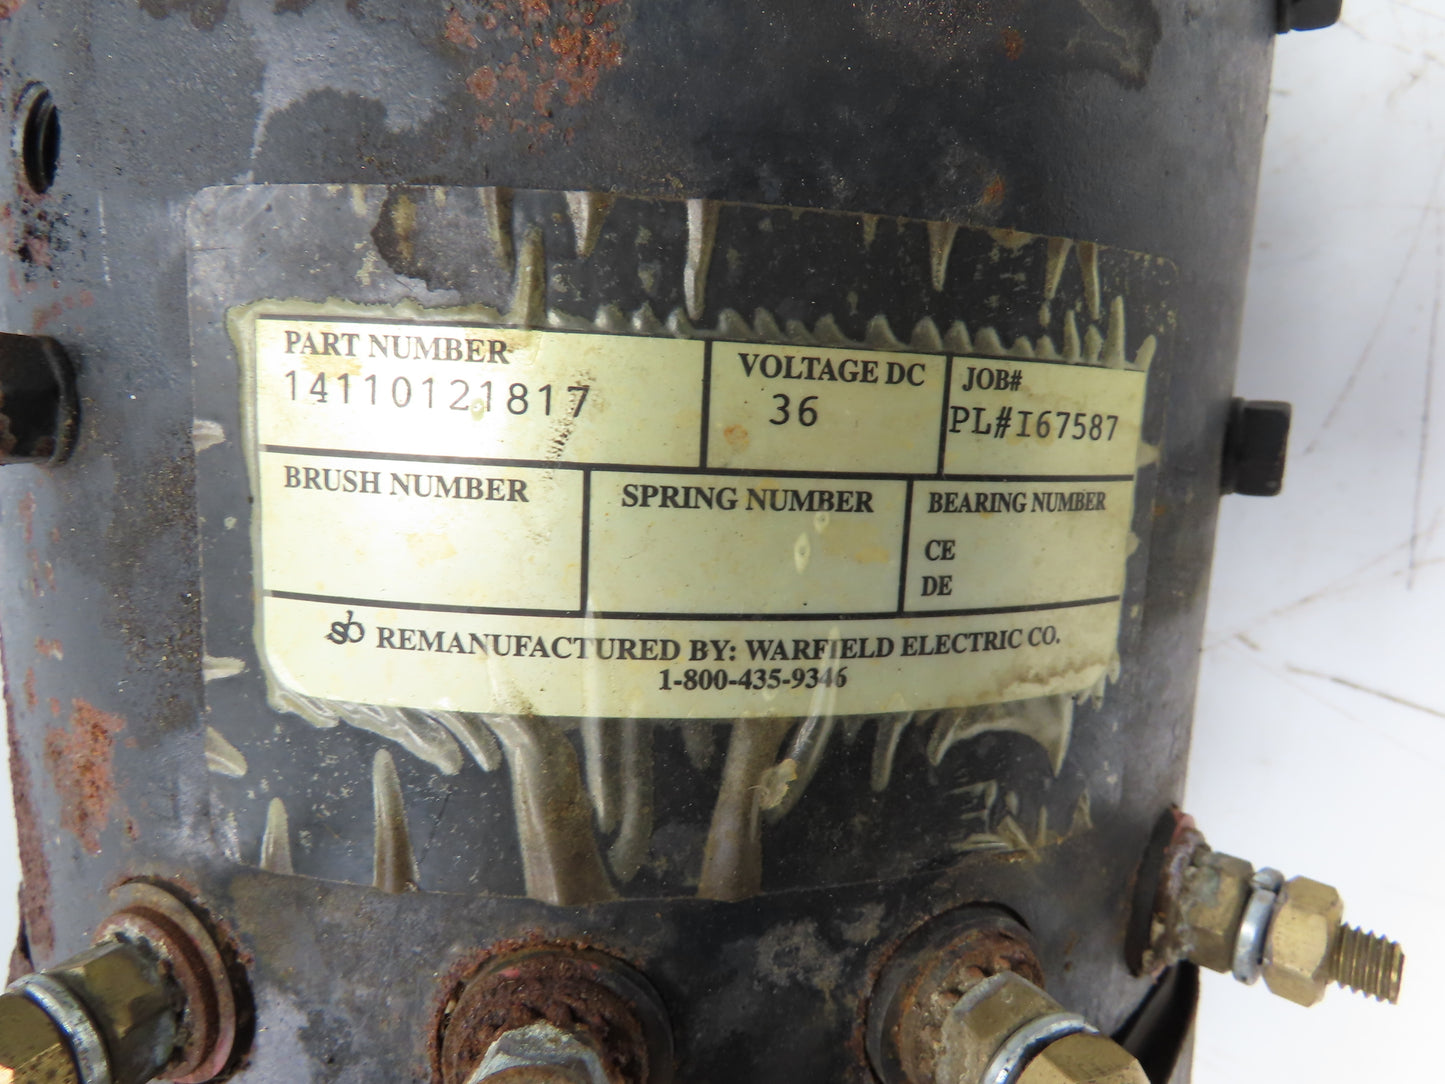 PART NUMBER
14110121817
VOLTAGE DC
36
JOB#
PL#I67587
BRUSH NUMBER
SPRING NUMBER
BEARING NUMBER
CE
DE
sb REMANUFACTURED BY: WARFIELD ELECTRIC CO.
1-800-435-9346